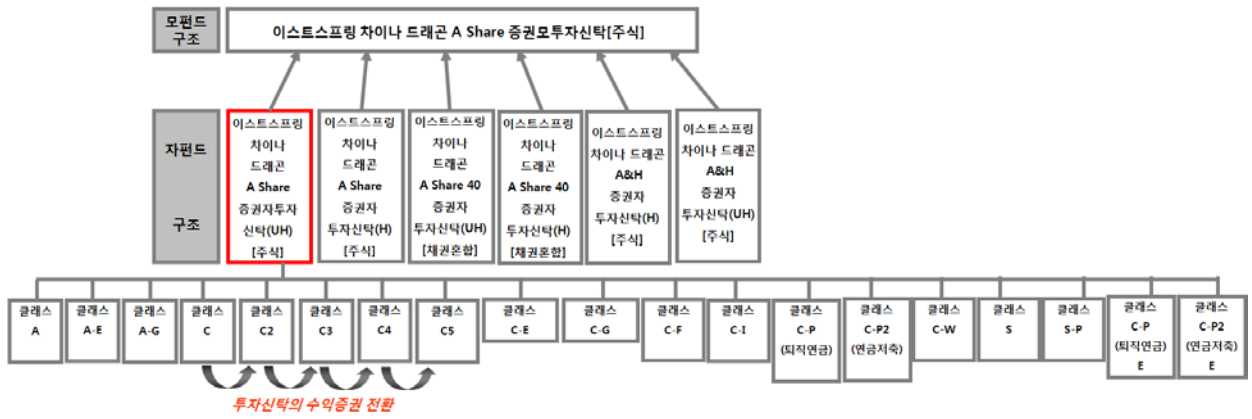 모펀드
구조
이스트스프링 차이나 드래곤 A Share 증권모투자신탁[주식]
자펀드
구조
이스트스프링
차이나
드래곤
A Share
증권자투자
신탁(UH)
[주식]
이스트스프링
차이나
드래곤
A Share
증권자
투자신탁(H)
[주식]
이스트스프링
차이나
드래곤
A Share 40
증권자
투자신탁(UH)
[채권혼합]
이스트스프링
차이나
드래곤
A Share 40
증권자
투자신탁(H)
[채권혼합]
이스트스프링
차이나 드래곤
A&H
증권자
투자신탁(H)
[주식]
이스트스프링
차이나 드래곤
A&H
증권자
투자신탁(UH)
[주식]
클래스
A
클래스
A-E
클래스
A-G
클래스
C
클래스
C2
클래스
C3
클래스
C4
클래스
C5
클래스
C-E
클래스
C-G
클래스
C-F
클래스
C-I
클래스
C-P
(퇴직연금)
클래스
C-P2
(연금저축)
클래스
C-W
클래스
S
클래스
S-P
클래스
C-P
(퇴직연금)
E
클래스
C-P2
(연금저축)
E
투자신탁의 수익증권 전환